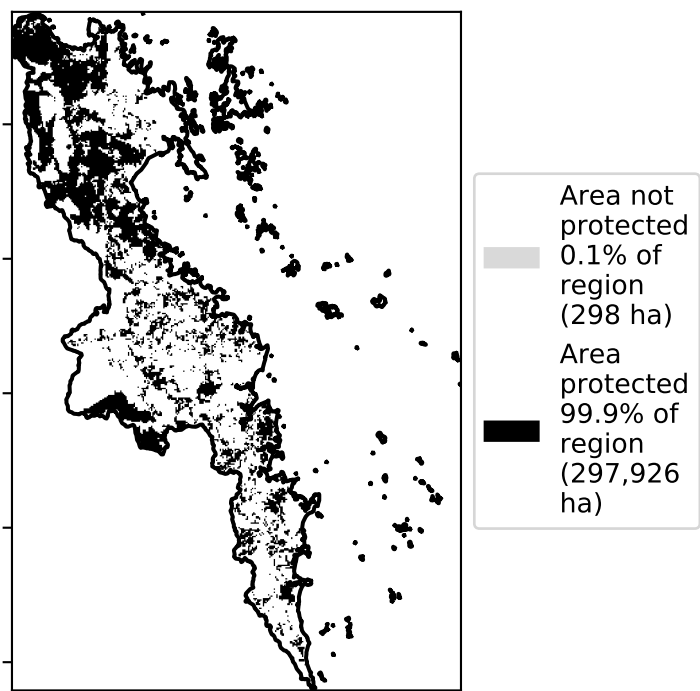 Area not
protected
0.1% of
region
(298 ha)
Area
protected
99.9% of
region
(297,926
ha)